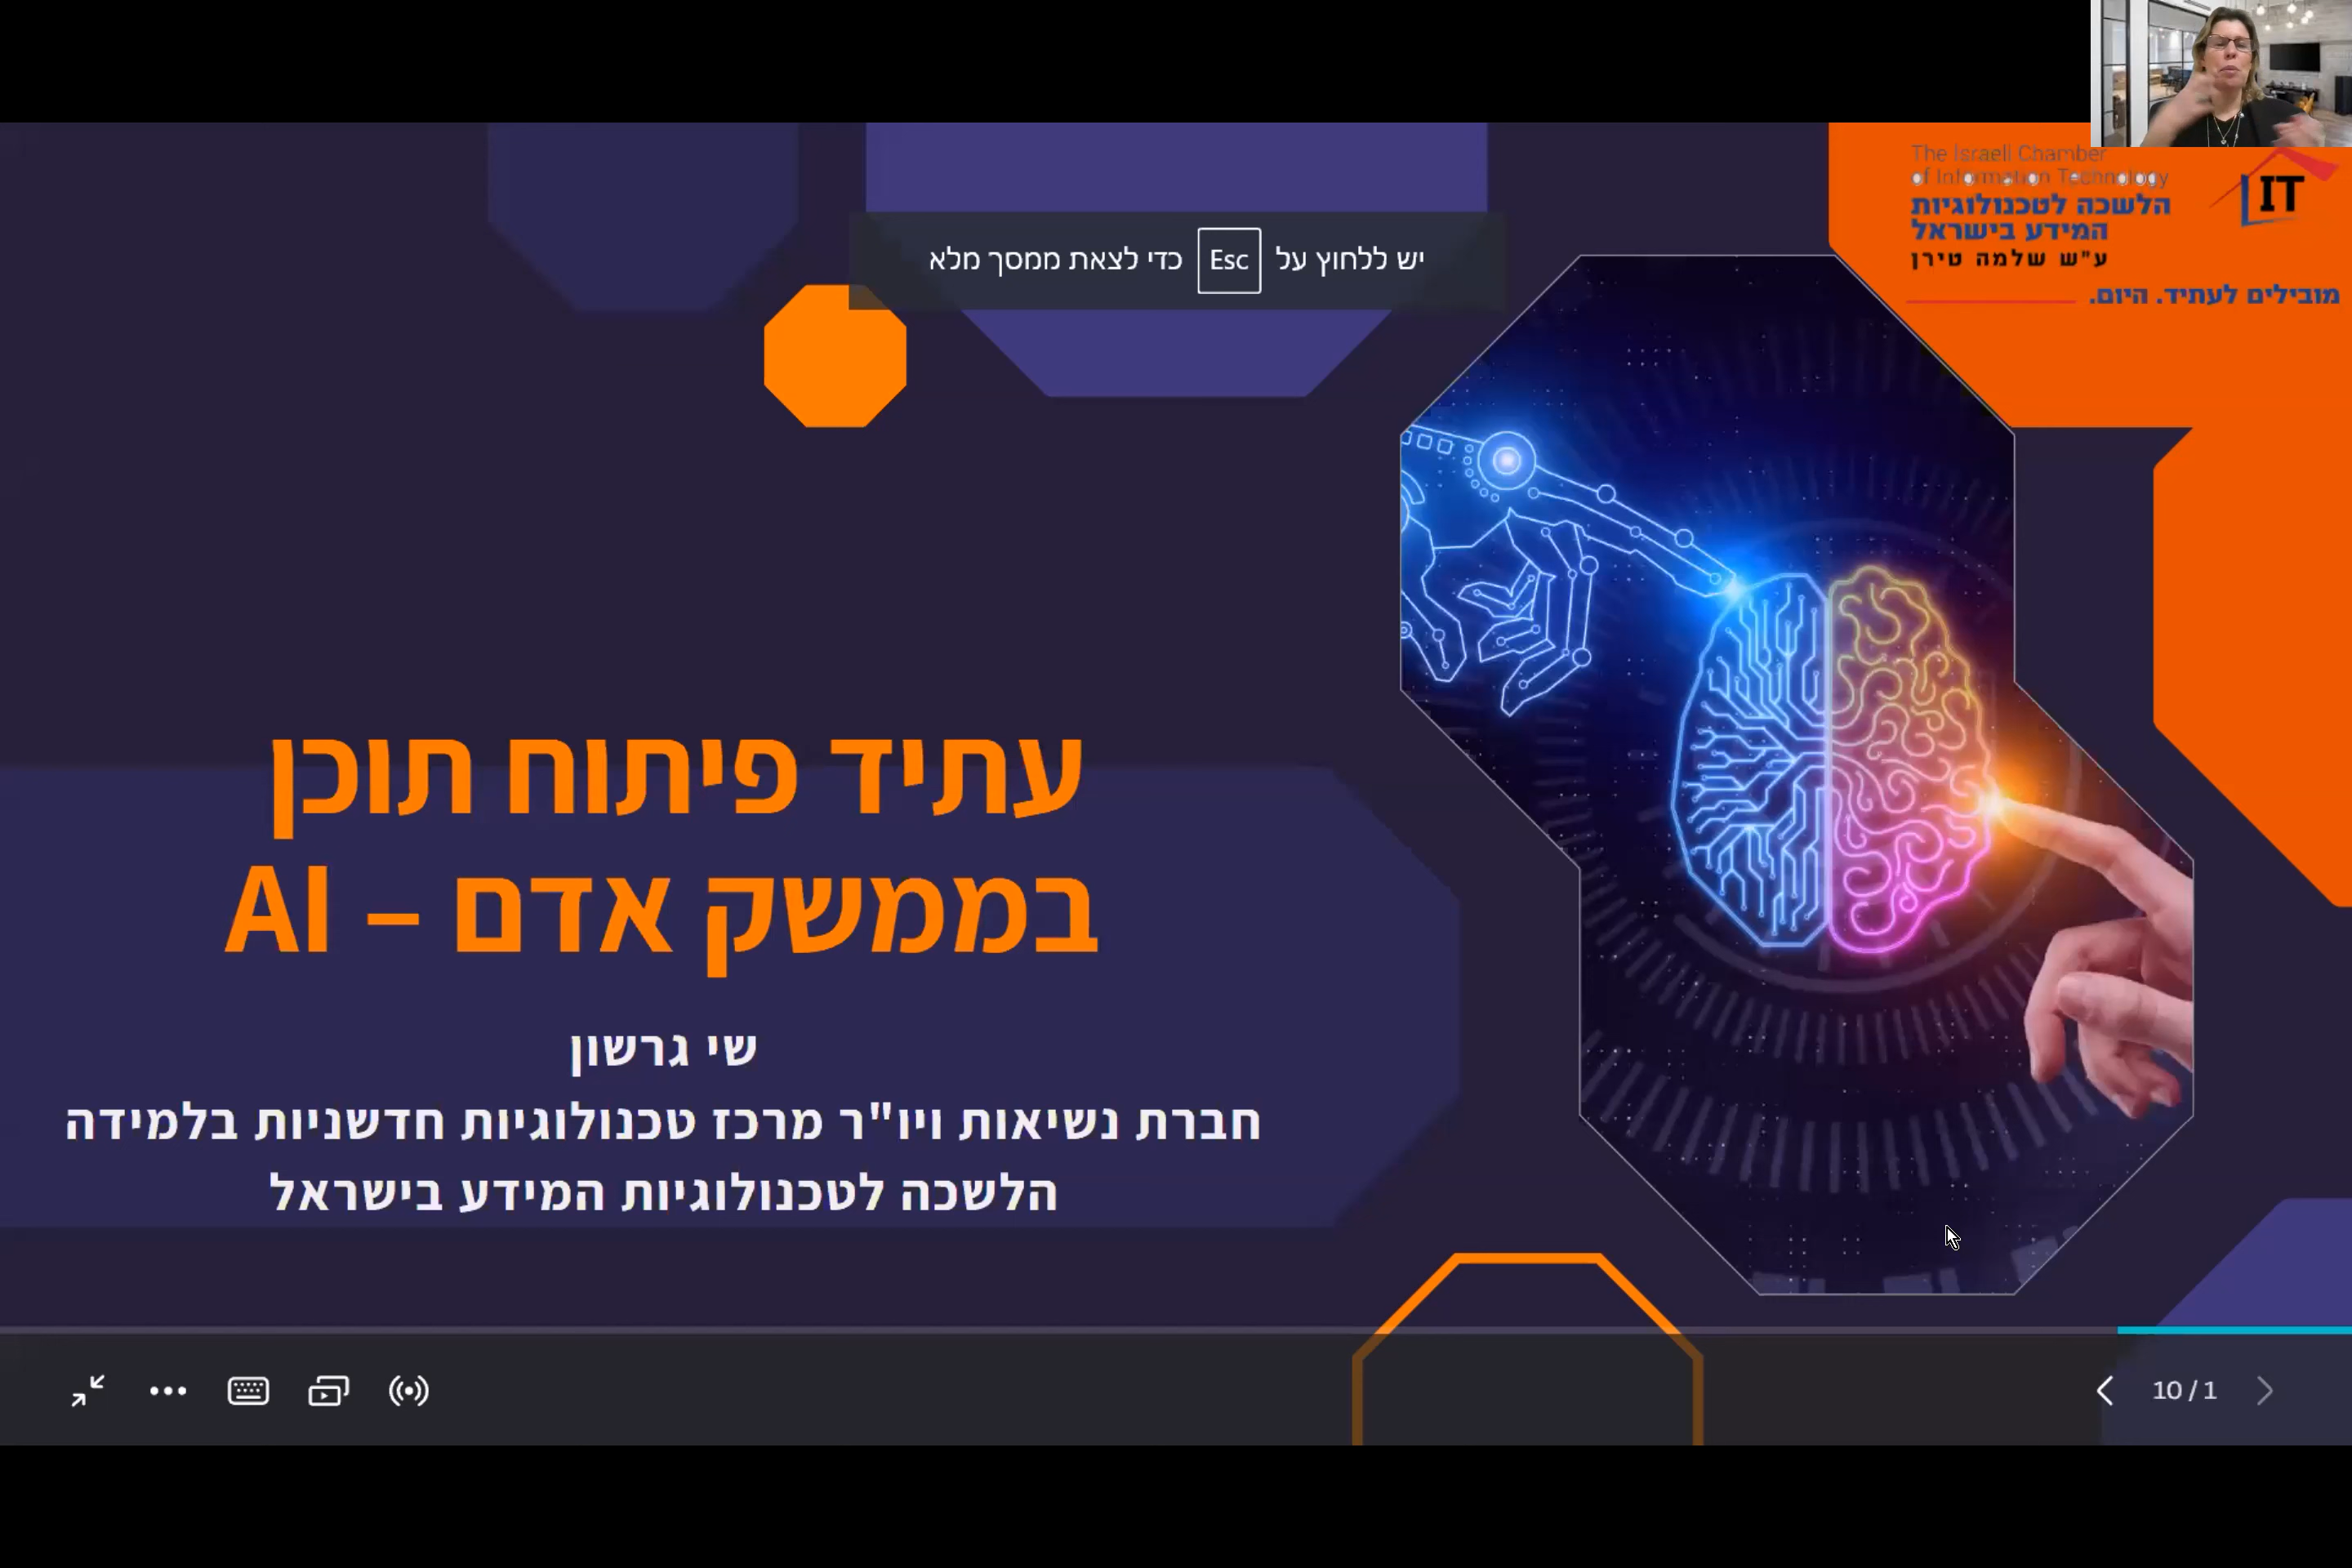 The Israeli Chamber
of Information Technology
הלשכה לטכנולוגיות
המידע בישראל
ע"ש שלמה טירן
מובילים לעתיד. היום.
IT
יש ללחוץ על Esc כדי לצאת ממסך מלא
עתיד פיתוח תוכן
בממשק אדם – AI
שי גרשון
חברת נשיאות ויו"ר מרכז טכנולוגיות חדשניות בלמידה
הלשכה לטכנולוגיות המידע בישראל
10 / 1